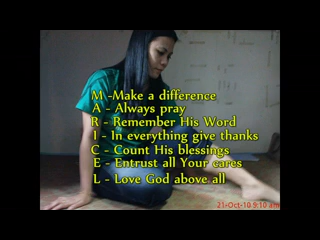 M -Make a difference
A - Always pray
R - Remember His Word
I - In everything give thanks
C - Count His blessings
E - Entrust all Your cares
L - Love God above all
21-Oct-10 9:10 am